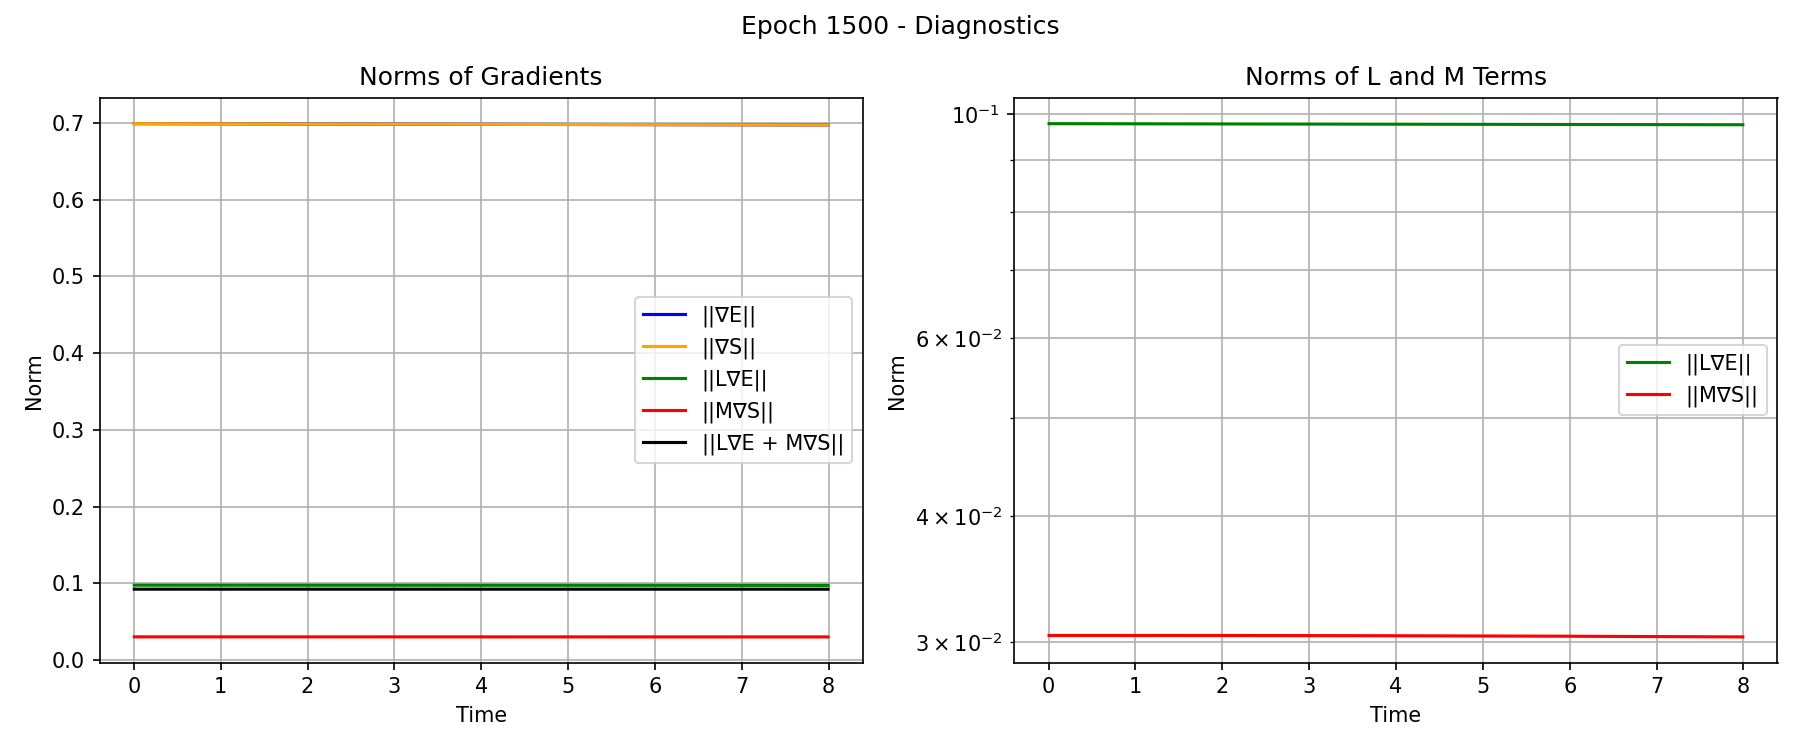 Epoch 1500 - Diagnostics
Norms of Gradients
Norm
0.7
0.6
0.5
0.4
0.3
0.2
0.1
0.0
||∇E||
||∇S||
||L∇E||
||M∇S||
||L∇E + M∇S||
0 1 2 3 4 5 6 7 8
Time
Norms of L and M Terms
Norm
10⁻¹
6 × 10⁻²
4 × 10⁻²
3 × 10⁻²
||L∇E||
||M∇S||
0 1 2 3 4 5 6 7 8
Time